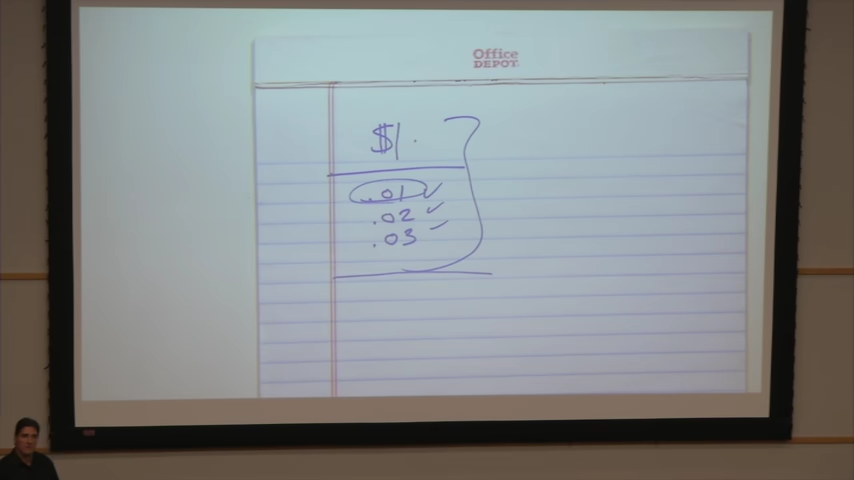 Office
DEPOT
$1.
.01 ✓
.02 ✓
.03 ✓